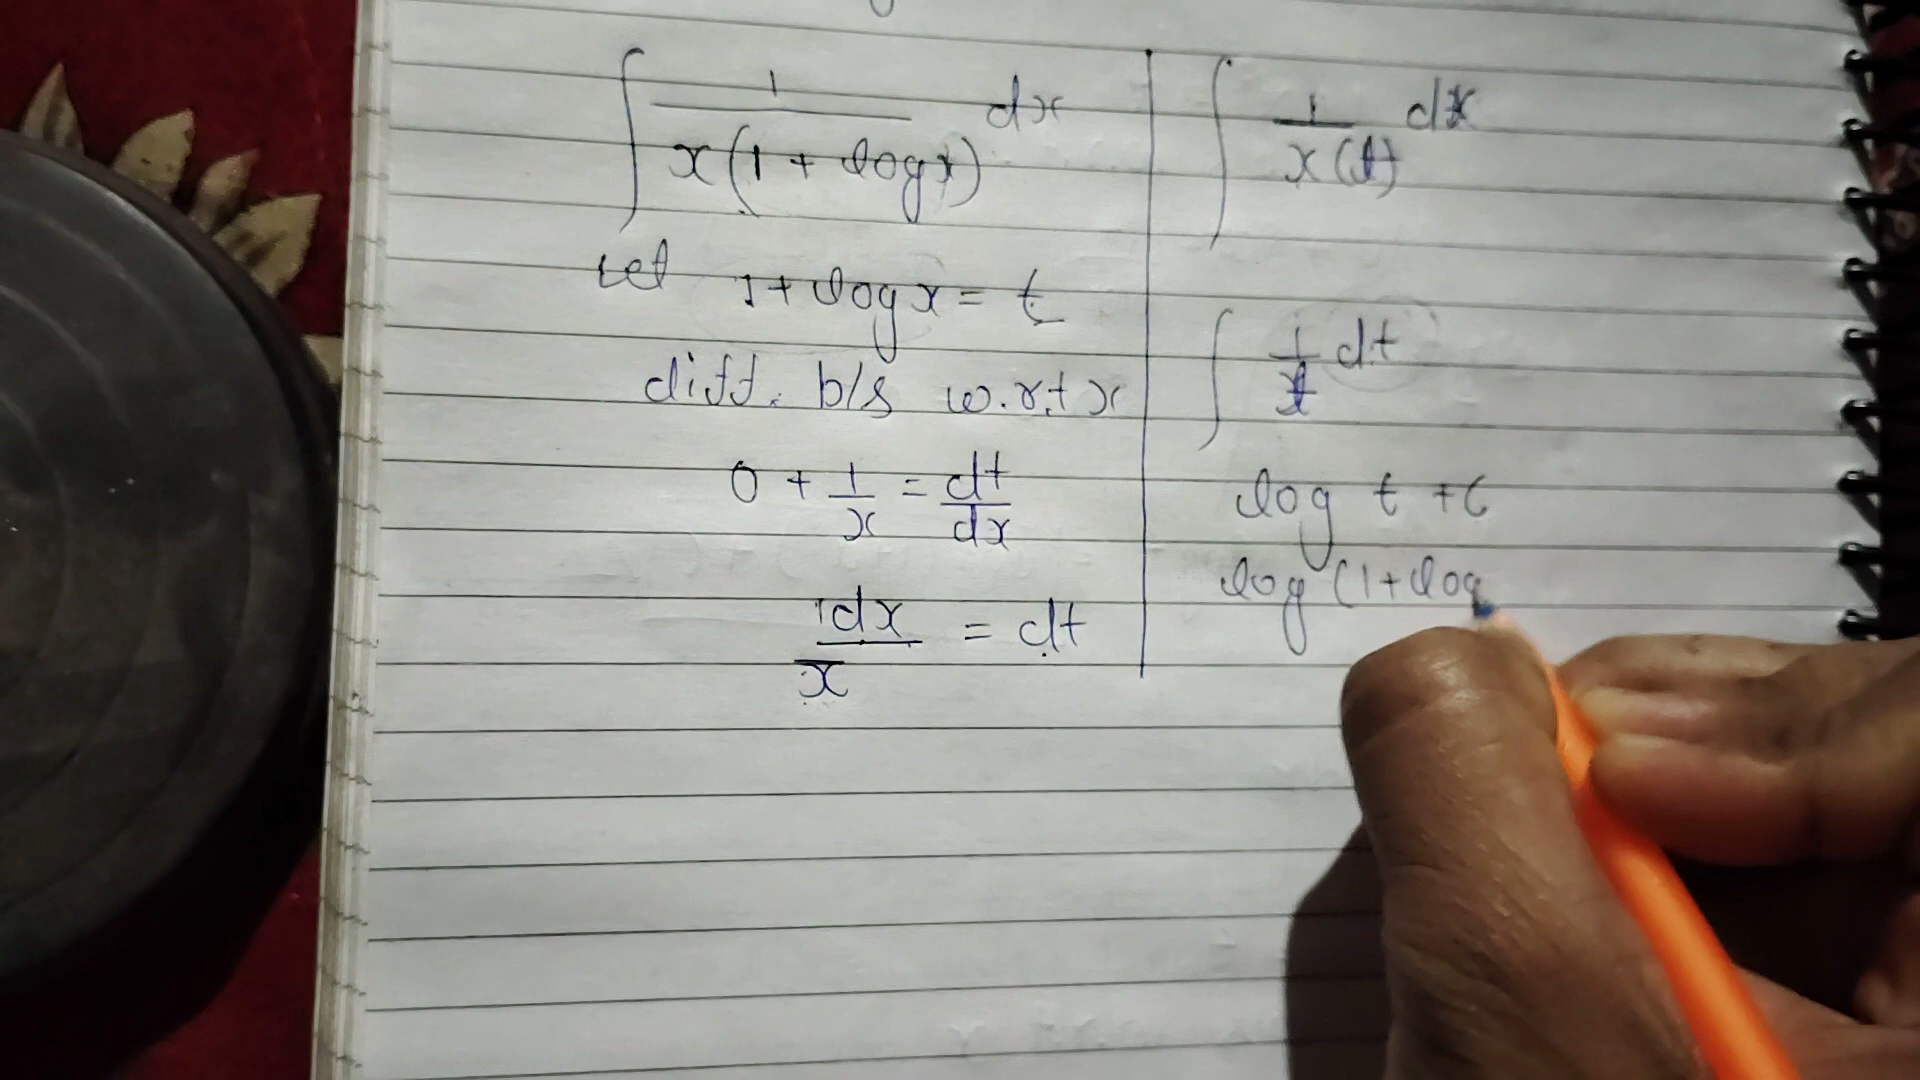 ∫ 1/x(1 + log x) dx
let 1 + log x = t
diff. b/s w.r.t x
0 + 1/x = dt/dx
1dx/x = dt
∫ 1/x(t) dx
∫ 1/t dt
log t + c
log (1 + log